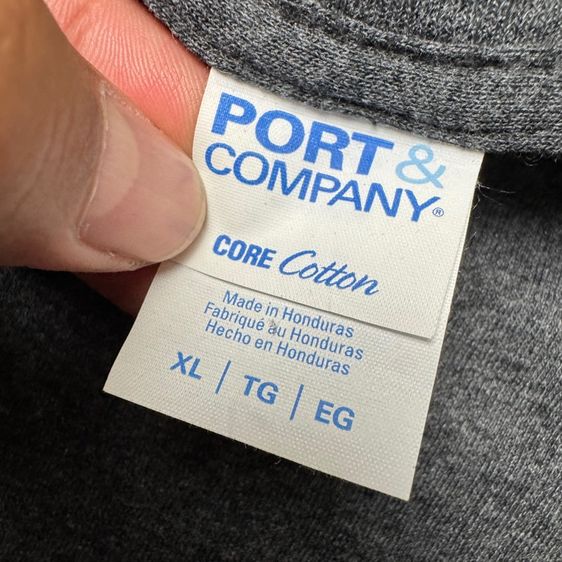 PORT &
COMPANY®
CORE Cotton
Made in Honduras
Fabriqué au Honduras
Hecho en Honduras
XL | TG | EG